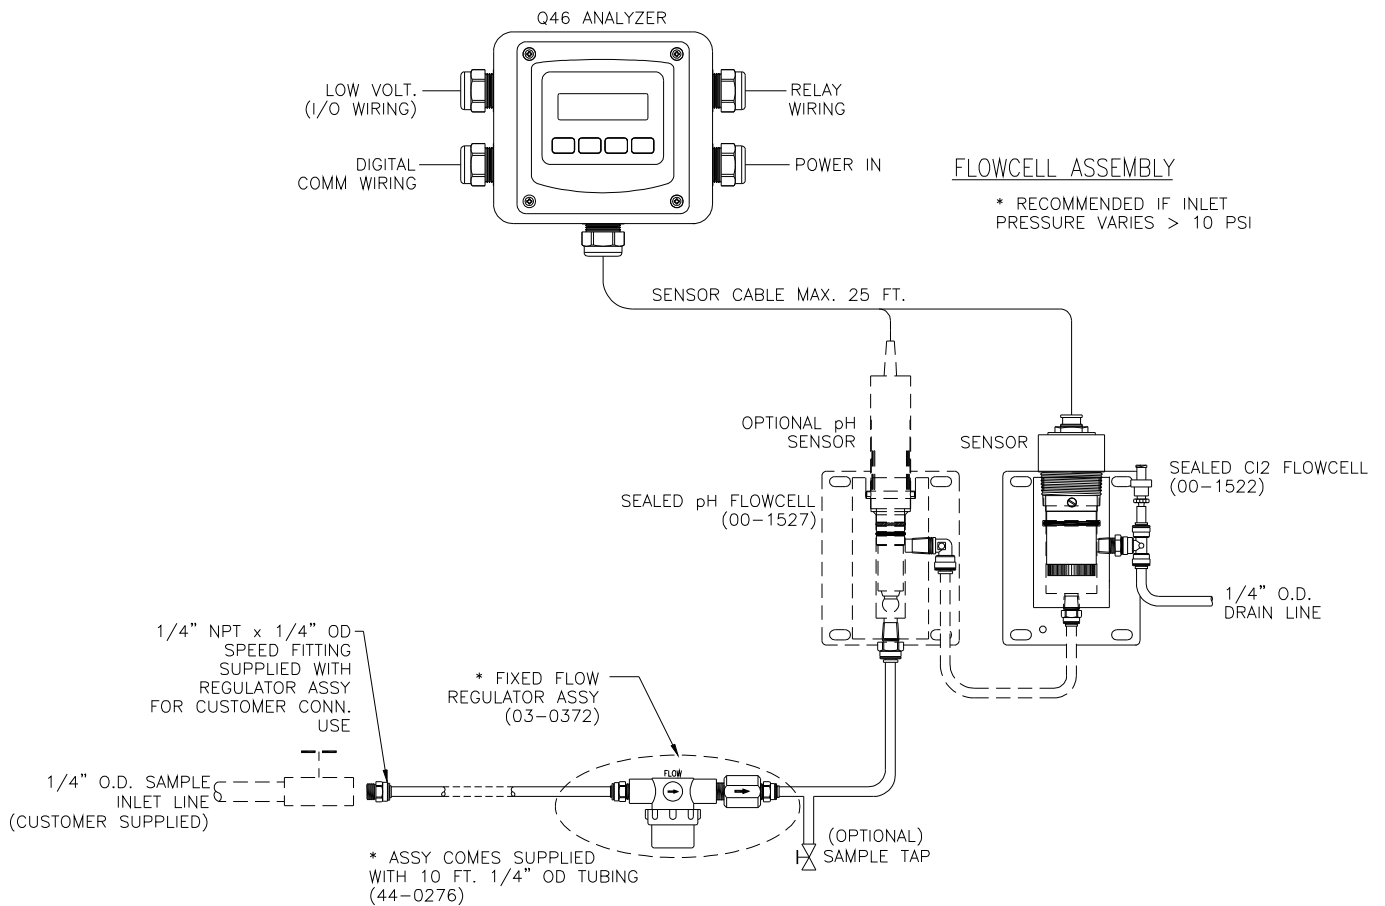 Q46 ANALYZER
LOW VOLT.
(I/O WIRING)
RELAY
WIRING
DIGITAL
COMM WIRING
POWER IN
FLOWCELL ASSEMBLY
* RECOMMENDED IF INLET
PRESSURE VARIES > 10 PSI
SENSOR CABLE MAX. 25 FT.
OPTIONAL pH
SENSOR
SENSOR
SEALED Cl2 FLOWCELL
(00-1522)
SEALED pH FLOWCELL
(00-1527)
1/4" O.D.
DRAIN LINE
1/4" NPT x 1/4" OD
SPEED FITTING
SUPPLIED WITH
REGULATOR ASSY
FOR CUSTOMER CONN.
USE
* FIXED FLOW
REGULATOR ASSY
(03-0372)
FLOW
1/4" O.D. SAMPLE
INLET LINE
(CUSTOMER SUPPLIED)
(OPTIONAL)
SAMPLE TAP
* ASSY COMES SUPPLIED
WITH 10 FT. 1/4" OD TUBING
(44-0276)